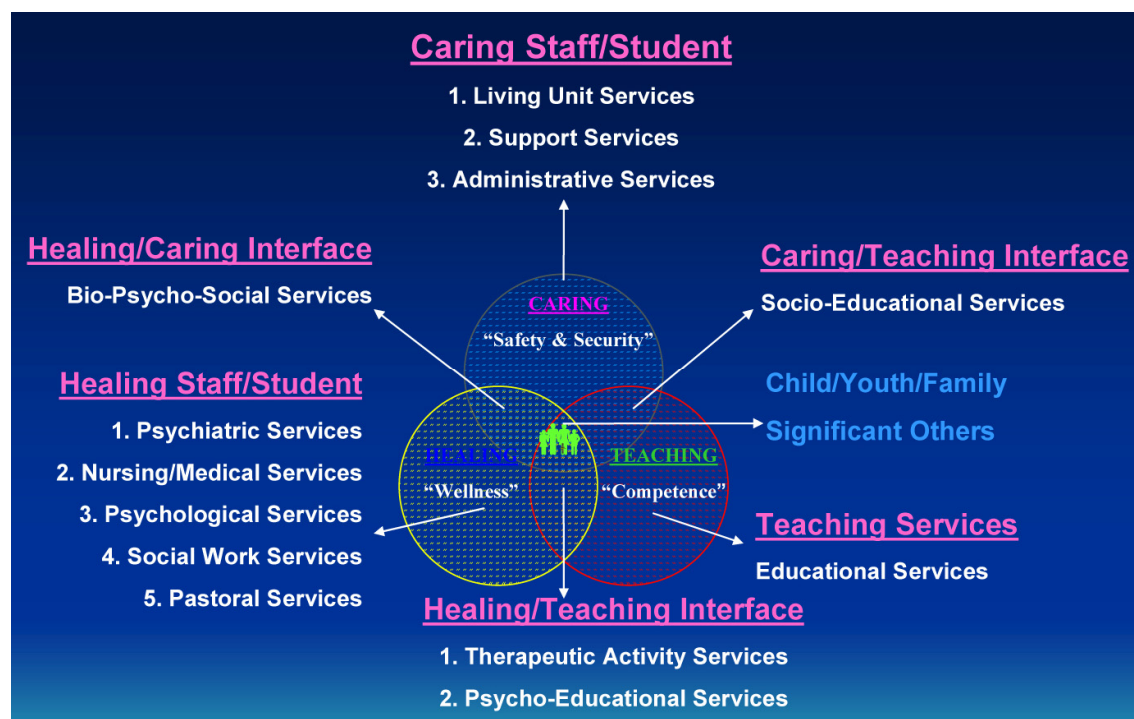 Caring Staff/Student
1. Living Unit Services
2. Support Services
3. Administrative Services
Healing/Caring Interface
Bio-Psycho-Social Services
Caring/Teaching Interface
Socio-Educational Services
CARING
“Safety & Security”
Healing Staff/Student
1. Psychiatric Services
2. Nursing/Medical Services
3. Psychological Services
4. Social Work Services
5. Pastoral Services
Child/Youth/Family
Significant Others
HEALING
“Wellness”
TEACHING
“Competence”
Teaching Services
Educational Services
Healing/Teaching Interface
1. Therapeutic Activity Services
2. Psycho-Educational Services